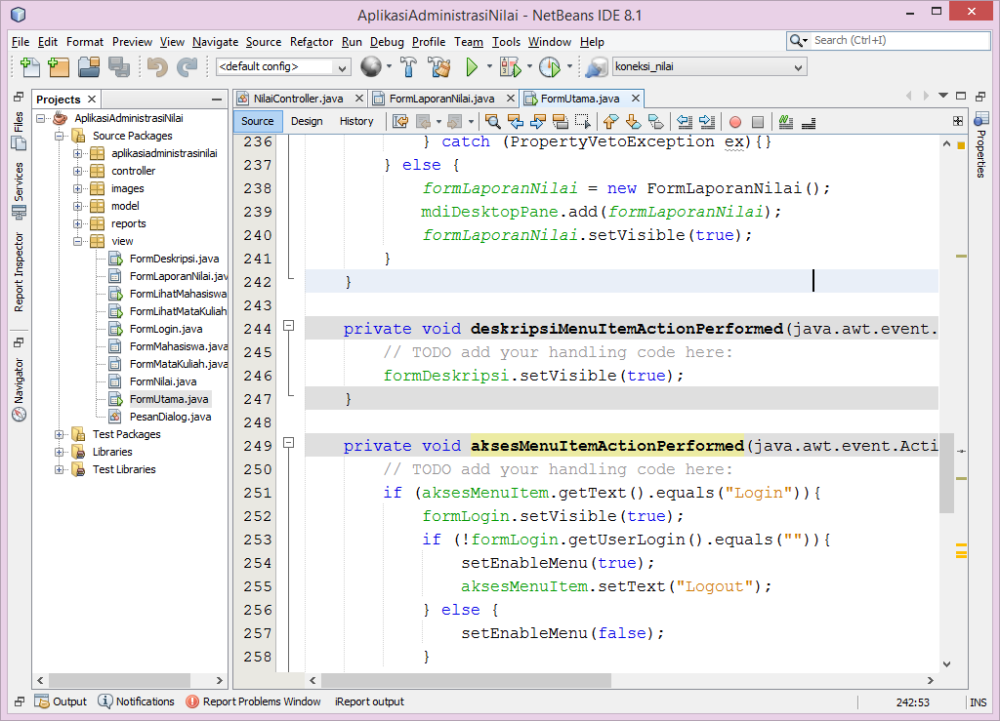 AplikasiAdministrasiNilai - NetBeans IDE 8.1
File Edit Format Preview View Navigate Source Refactor Run Debug Profile Team Tools Window Help
Search (Ctrl+I)
<default config>
koneksi_nilai
Projects
NilaiController.java
FormLaporanNilai.java
FormUtama.java
Source Design History
Files
Services
Report Inspector
Navigator
Properties
AplikasiAdministrasiNilai
Source Packages
aplikasiadministrasinilai
controller
images
model
reports
view
FormDeskripsi.java
FormLaporanNilai.jav
FormLihatMahasiswa
FormLihatMataKuliah
FormLogin.java
FormMahasiswa.java
FormMataKuliah.java
FormNilai.java
FormUtama.java
PesanDialog.java
Test Packages
Libraries
Test Libraries
236 } catch (PropertyVetoException ex){}
237 } else {
238 formLaporanNilai = new FormLaporanNilai();
239 mdiDesktopPane.add(formLaporanNilai);
240 formLaporanNilai.setVisible(true);
241 }
242 }
243
244 private void deskripsiMenuItemActionPerformed(java.awt.event.
245 // TODO add your handling code here:
246 formDeskripsi.setVisible(true);
247 }
248
249 private void aksesMenuItemActionPerformed(java.awt.event.Acti
250 // TODO add your handling code here:
251 if (aksesMenuItem.getText().equals("Login")){
252 formLogin.setVisible(true);
253 if (!formLogin.getUserLogin().equals("")){
254 setEnableMenu(true);
255 aksesMenuItem.setText("Logout");
256 } else {
257 setEnableMenu(false);
258 }
Output Notifications Report Problems Window iReport output
242:53 INS